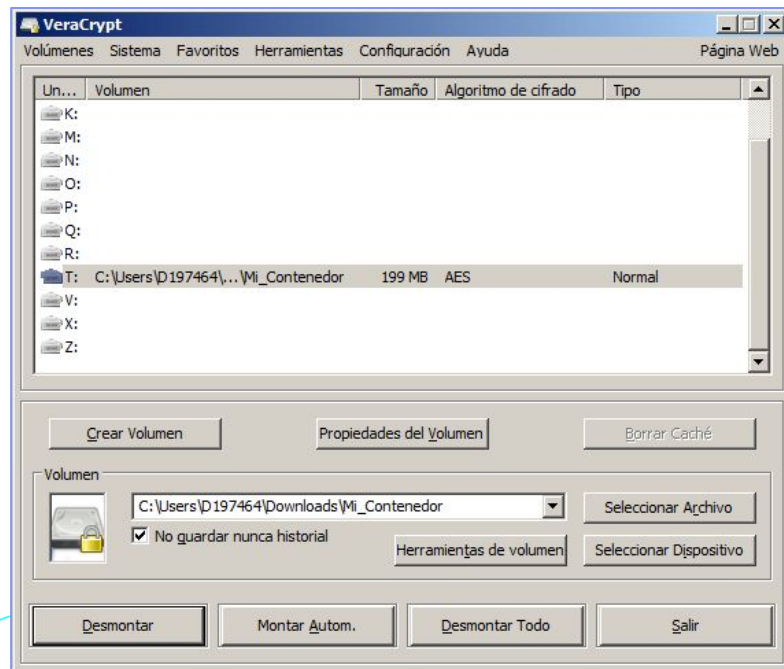 VeraCrypt
Volúmenes Sistema Favoritos Herramientas Configuración Ayuda Página Web
Un... Volumen Tamaño Algoritmo de cifrado Tipo
K:
M:
N:
O:
P:
Q:
R:
T: C:\Users\D197464\...\Mi_Contenedor 199 MB AES Normal
V:
X:
Z:
Crear Volumen Propiedades del Volumen Borrar Caché
Volumen
C:\Users\D197464\Downloads\Mi_Contenedor Seleccionar Archivo
No guardar nunca historial Herramientas de volumen Seleccionar Dispositivo
Desmontar Montar Autom. Desmontar Todo Salir